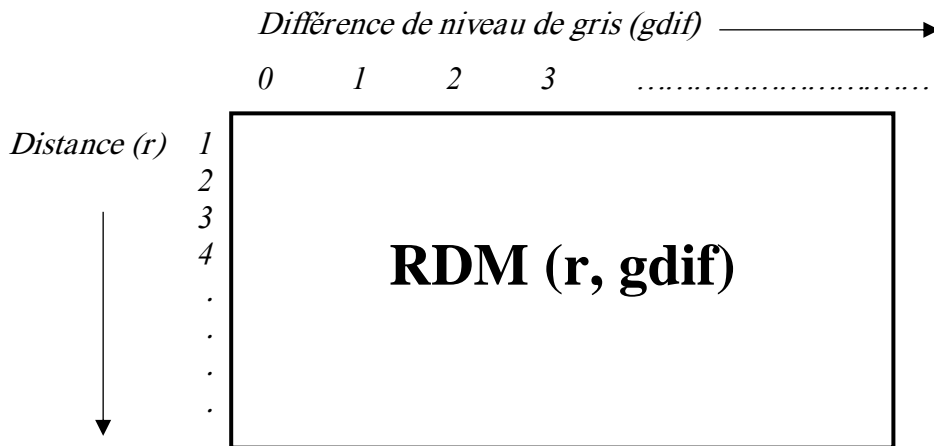 Différence de niveau de gris (gdif)
0 1 2 3 ...........................
Distance (r) 1
2
3
4
.
.
.
.
RDM (r, gdif)